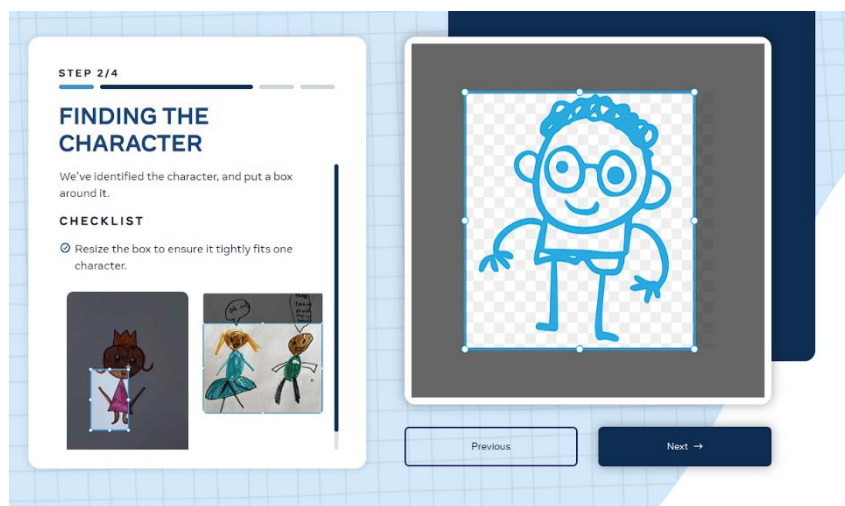 STEP 2/4
FINDING THE
CHARACTER
We've identified the character, and put a box
around it.
CHECKLIST
Resize the box to ensure it tightly fits one
character.
Previous
Next →